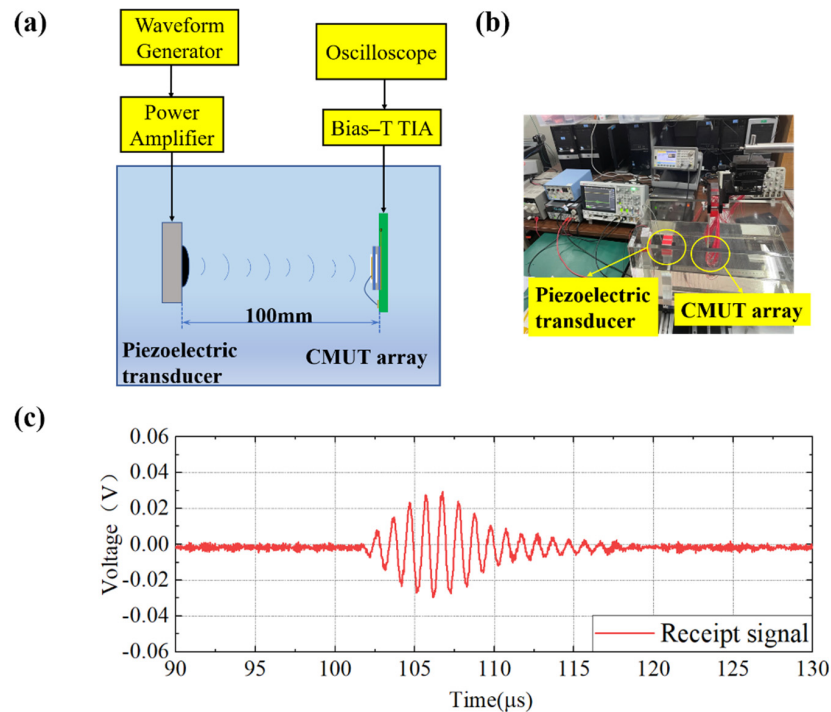 (a)
Waveform
Generator
Oscilloscope
Power
Amplifier
Bias–T TIA
100mm
Piezoelectric
transducer
CMUT array
(b)
Piezoelectric
transducer
CMUT array
(c)
0.06
0.04
0.02
0.00
-0.02
-0.04
-0.06
Voltage（V）
90
95
100
105
110
115
120
125
130
Time(μs)
Receipt signal